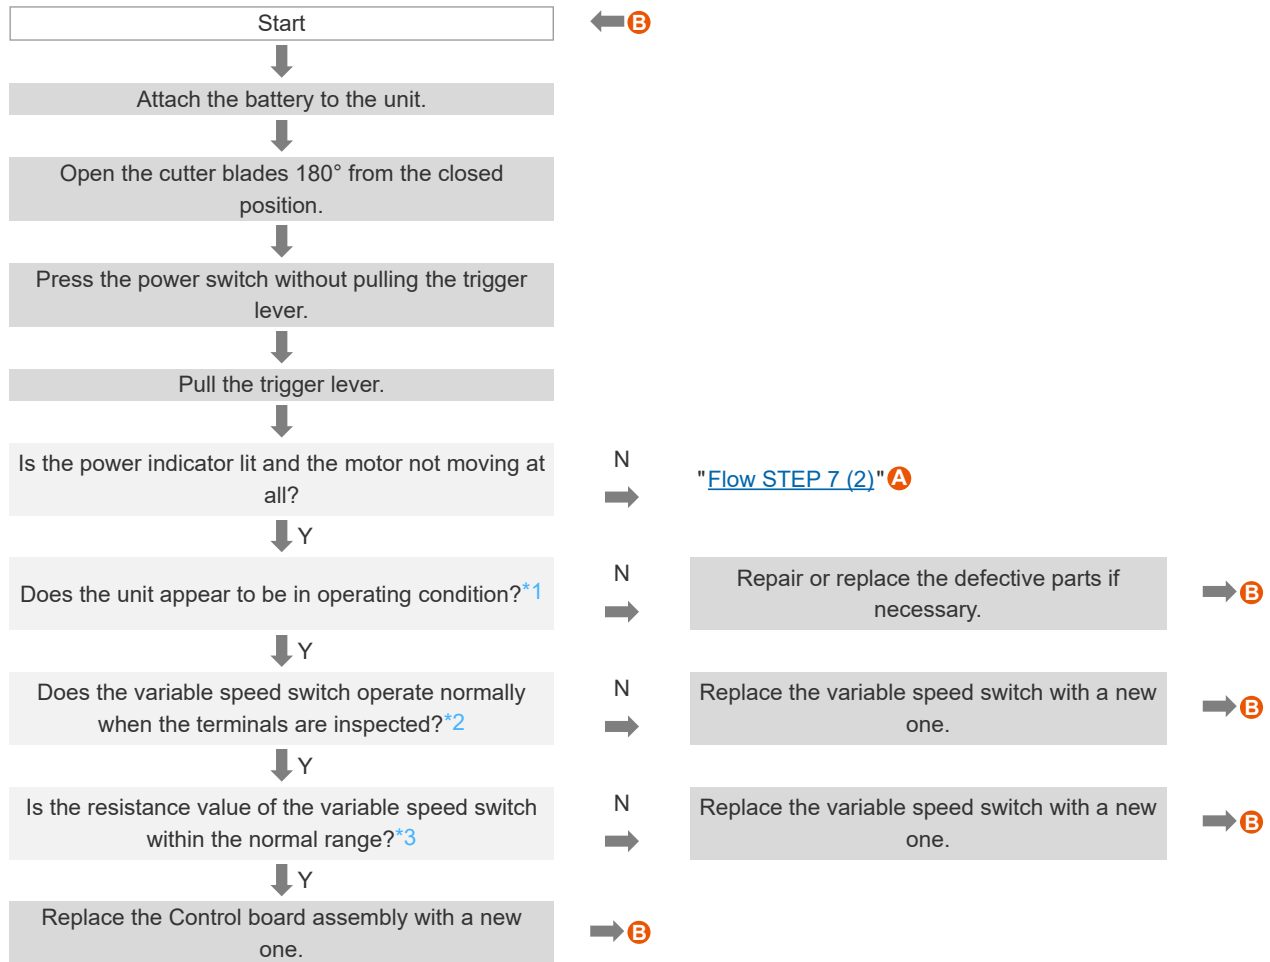 Start
B
Attach the battery to the unit.
Open the cutter blades 180° from the closed
position.
Press the power switch without pulling the trigger
lever.
Pull the trigger lever.
Is the power indicator lit and the motor not moving at
all?
N
"Flow STEP 7 (2)" A
Y
Does the unit appear to be in operating condition?*1
N
Repair or replace the defective parts if
necessary.
B
Y
Does the variable speed switch operate normally
when the terminals are inspected?*2
N
Replace the variable speed switch with a new
one.
B
Y
Is the resistance value of the variable speed switch
within the normal range?*3
N
Replace the variable speed switch with a new
one.
B
Y
Replace the Control board assembly with a new
one.
B